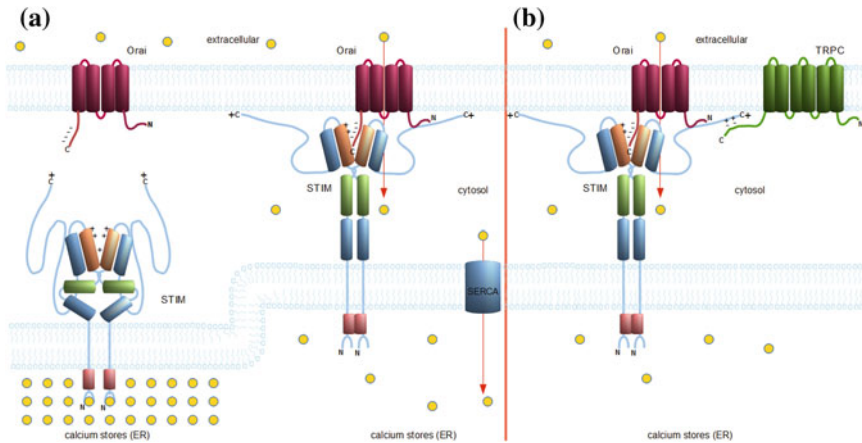 (a)
(b)
extracellular
Orai
Orai
N
C
N
C
+C
C+
C
+
C
+
STIM
STIM
cytosol
SERCA
N
N
N
N
calcium stores (ER)
calcium stores (ER)
extracellular
Orai
TRPC
N
C
+C
C+
C
N
STIM
cytosol
N
N
calcium stores (ER)